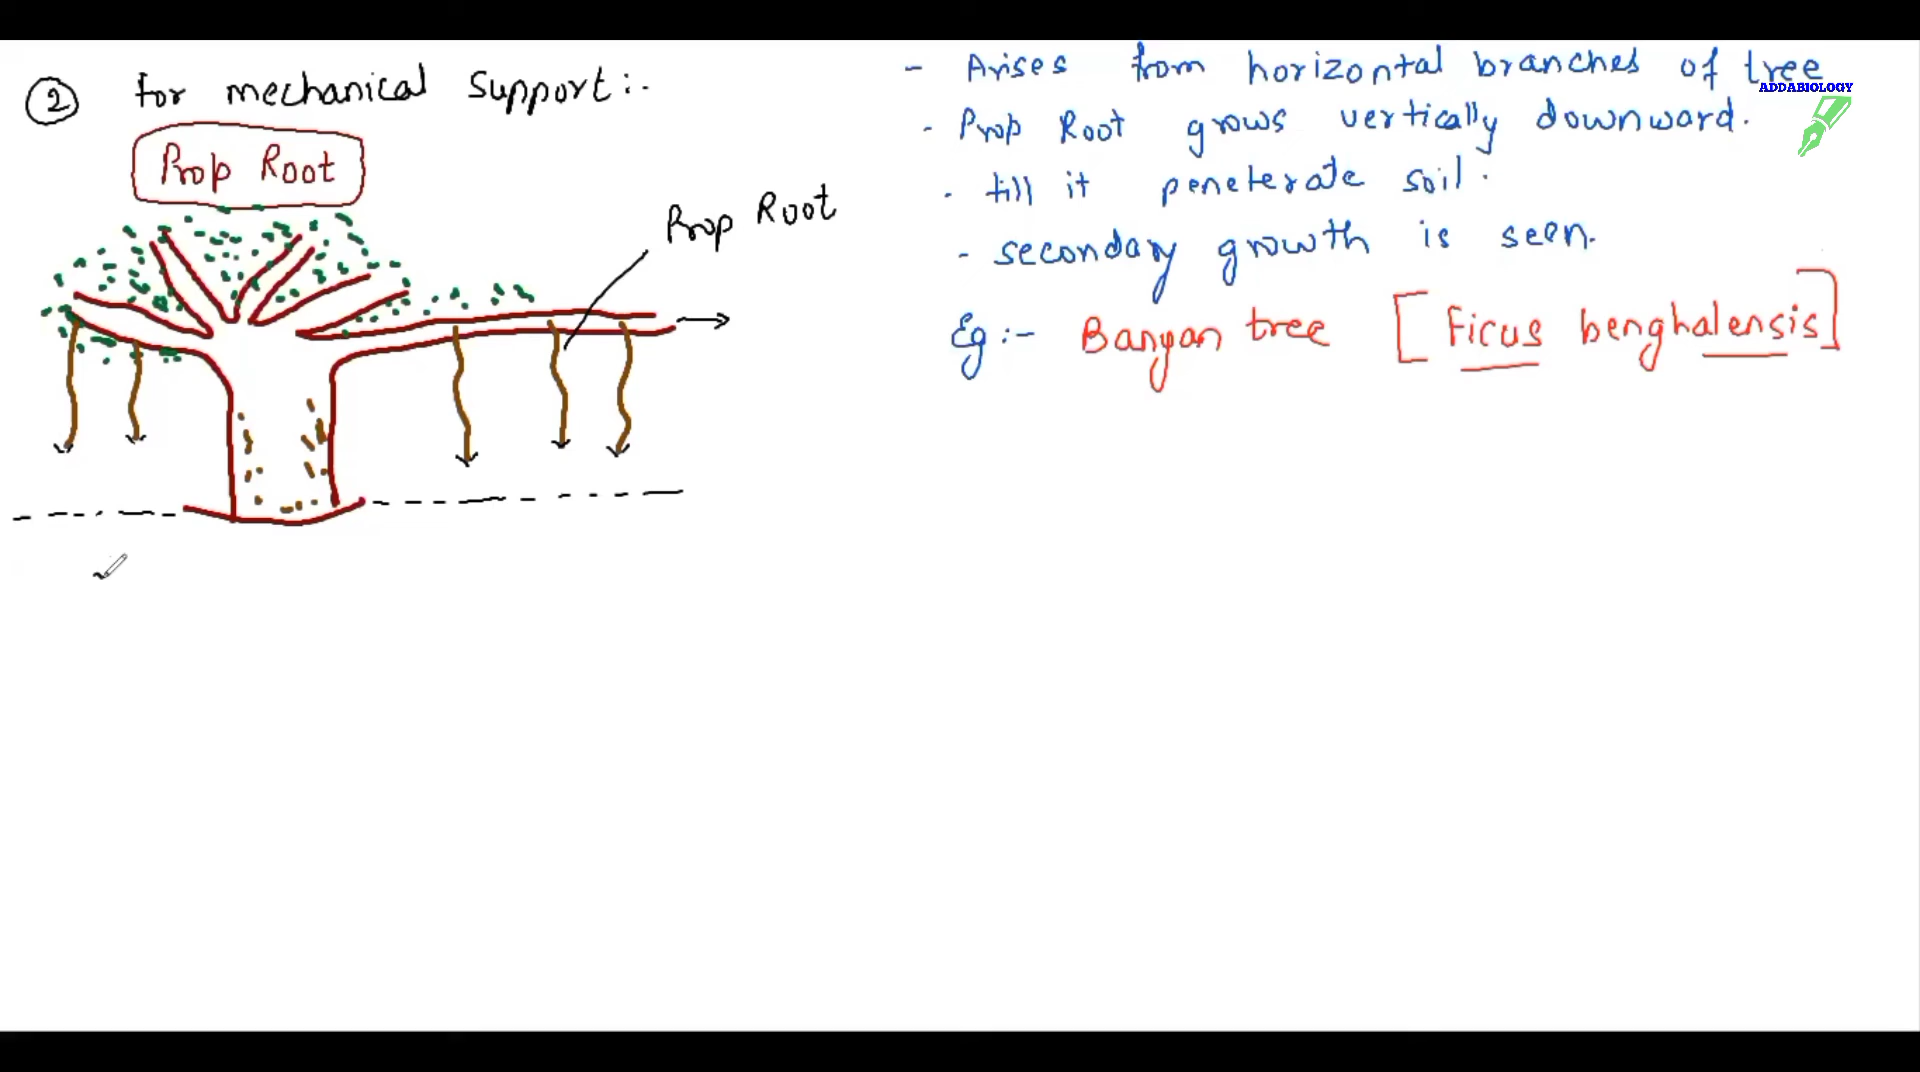 ② For mechanical Support:-
Prop Root
Prop Root
- Arises from horizontal branches of tree
ADDABIOLOGY
- Prop Root grows vertically downward.
- till it peneterate soil.
- secondary growth is seen.
Eg:- Banyan tree [Ficus benghalensis]